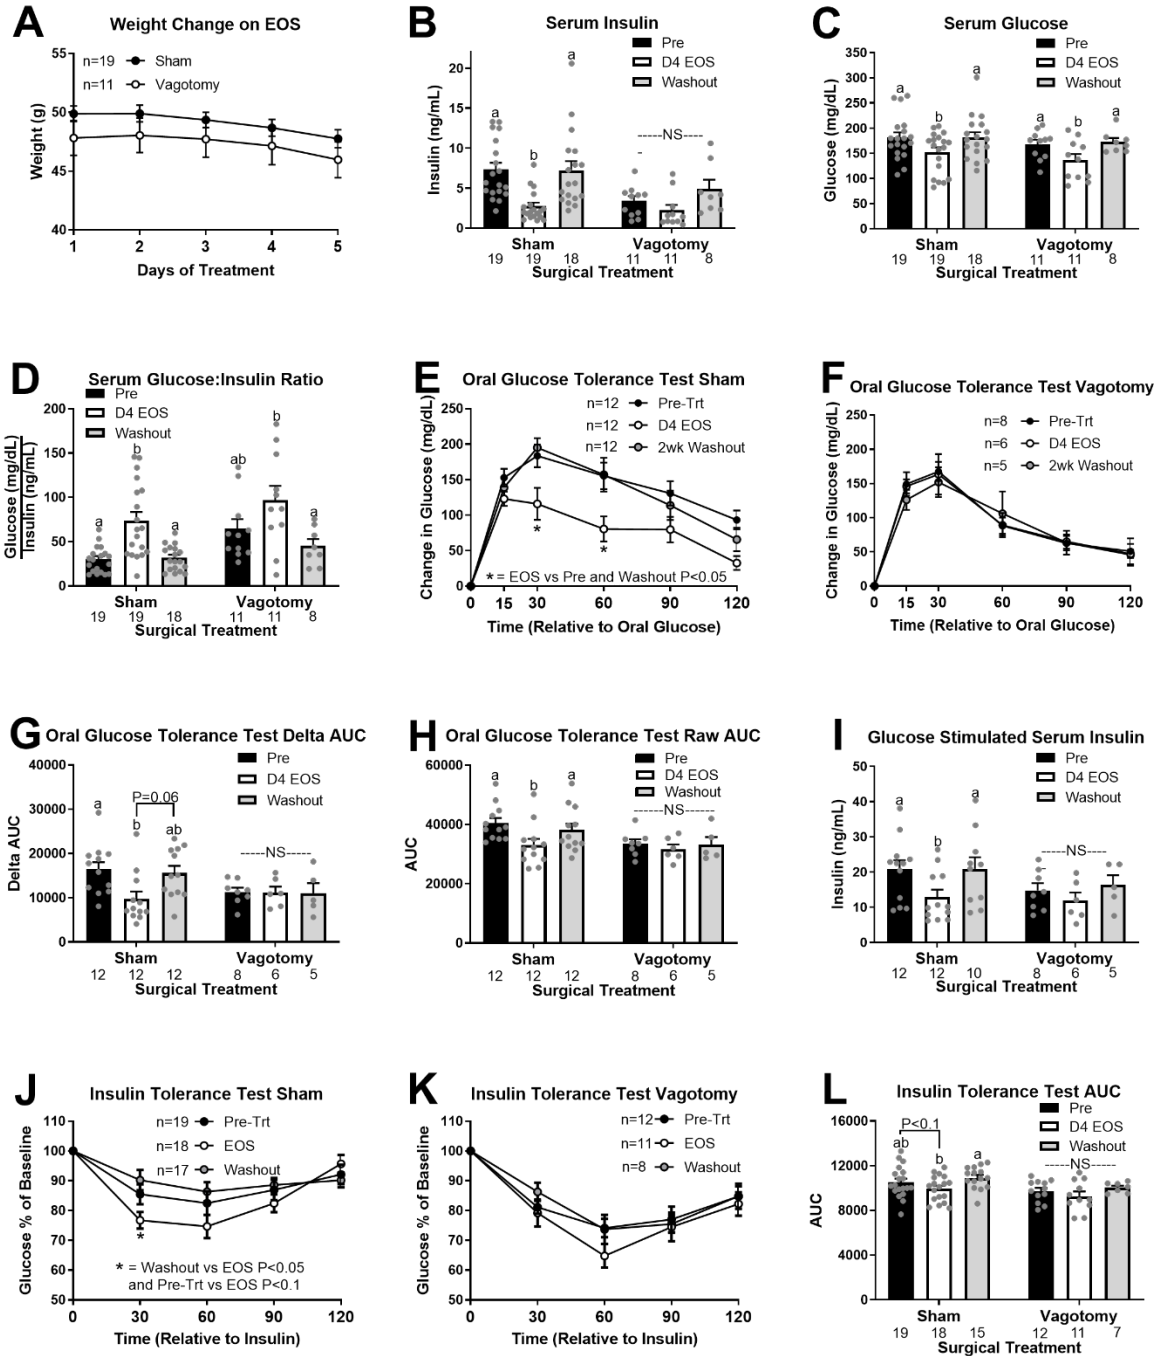 A
Weight Change on EOS
n=19 Sham
n=11 Vagotomy
Weight (g)
55
50
45
40
1 2 3 4 5
Days of Treatment
B
Serum Insulin
Pre
D4 EOS
Washout
Insulin (ng/mL)
20
15
10
5
0
a b a
-----NS-----
Sham Vagotomy
19 19 18 11 11 8
Surgical Treatment
C
Serum Glucose
Pre
D4 EOS
Washout
Glucose (mg/dL)
350
300
250
200
150
100
50
0
a b a a b a
Sham Vagotomy
19 19 18 11 11 8
Surgical Treatment
D
Serum Glucose:Insulin Ratio
Pre
D4 EOS
Washout
Glucose (mg/dL)
Insulin (ng/mL)
200
150
100
50
0
a b a ab b a
Sham Vagotomy
19 19 18 11 11 8
Surgical Treatment
E
Oral Glucose Tolerance Test Sham
n=12 Pre-Trt
n=12 D4 EOS
n=12 2wk Washout
Change in Glucose (mg/dL)
250
200
150
100
50
0
* *
* = EOS vs Pre and Washout P<0.05
0 15 30 60 90 120
Time (Relative to Oral Glucose)
F
Oral Glucose Tolerance Test Vagotomy
n=8 Pre-Trt
n=6 D4 EOS
n=5 2wk Washout
Change in Glucose (mg/dL)
250
200
150
100
50
0
0 15 30 60 90 120
Time (Relative to Oral Glucose)
G
Oral Glucose Tolerance Test Delta AUC
Pre
D4 EOS
Washout
Delta AUC
40000
30000
20000
10000
0
P=0.06
a b ab
-----NS-----
Sham Vagotomy
12 12 12 8 6 5
Surgical Treatment
H
Oral Glucose Tolerance Test Raw AUC
Pre
D4 EOS
Washout
AUC
60000
40000
20000
0
a b a
------NS------
Sham Vagotomy
12 12 12 8 6 5
Surgical Treatment
I
Glucose Stimulated Serum Insulin
Pre
D4 EOS
Washout
Insulin (ng/mL)
50
40
30
20
10
0
a b a
-----NS-----
Sham Vagotomy
12 12 10 8 6 5
Surgical Treatment
J
Insulin Tolerance Test Sham
n=19 Pre-Trt
n=18 EOS
n=17 Washout
Glucose % of Baseline
110
100
90
80
70
60
50
*
* = Washout vs EOS P<0.05
and Pre-Trt vs EOS P<0.1
0 30 60 90 120
Time (Relative to Insulin)
K
Insulin Tolerance Test Vagotomy
n=12 Pre-Trt
n=11 EOS
n=8 Washout
Glucose % of Baseline
110
100
90
80
70
60
50
0 30 60 90 120
Time (Relative to Insulin)
L
Insulin Tolerance Test AUC
Pre
D4 EOS
Washout
AUC
16000
12000
8000
4000
0
P<0.1
ab b a
-----NS-----
Sham Vagotomy
19 18 15 12 11 7
Surgical Treatment